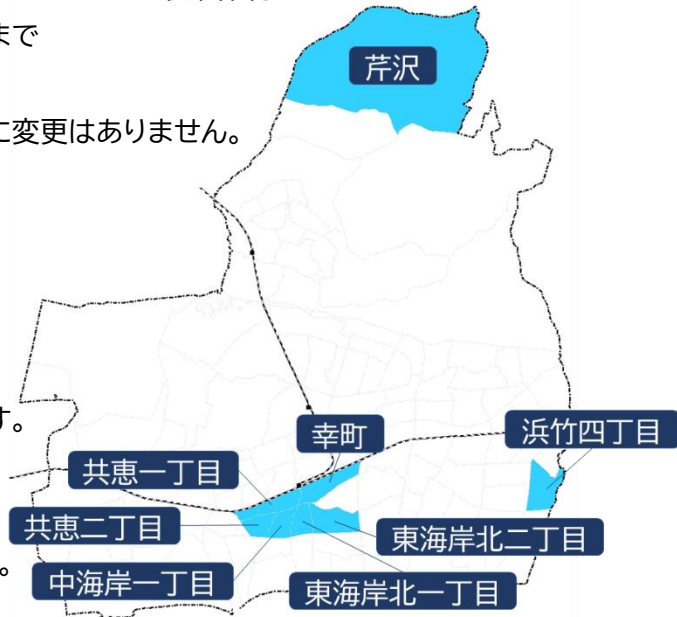 まで
芹沢
に変更はありません。
す。
幸町
浜竹四丁目
共恵一丁目
共恵二丁目
東海岸北二丁目
中海岸一丁目
東海岸北一丁目
。